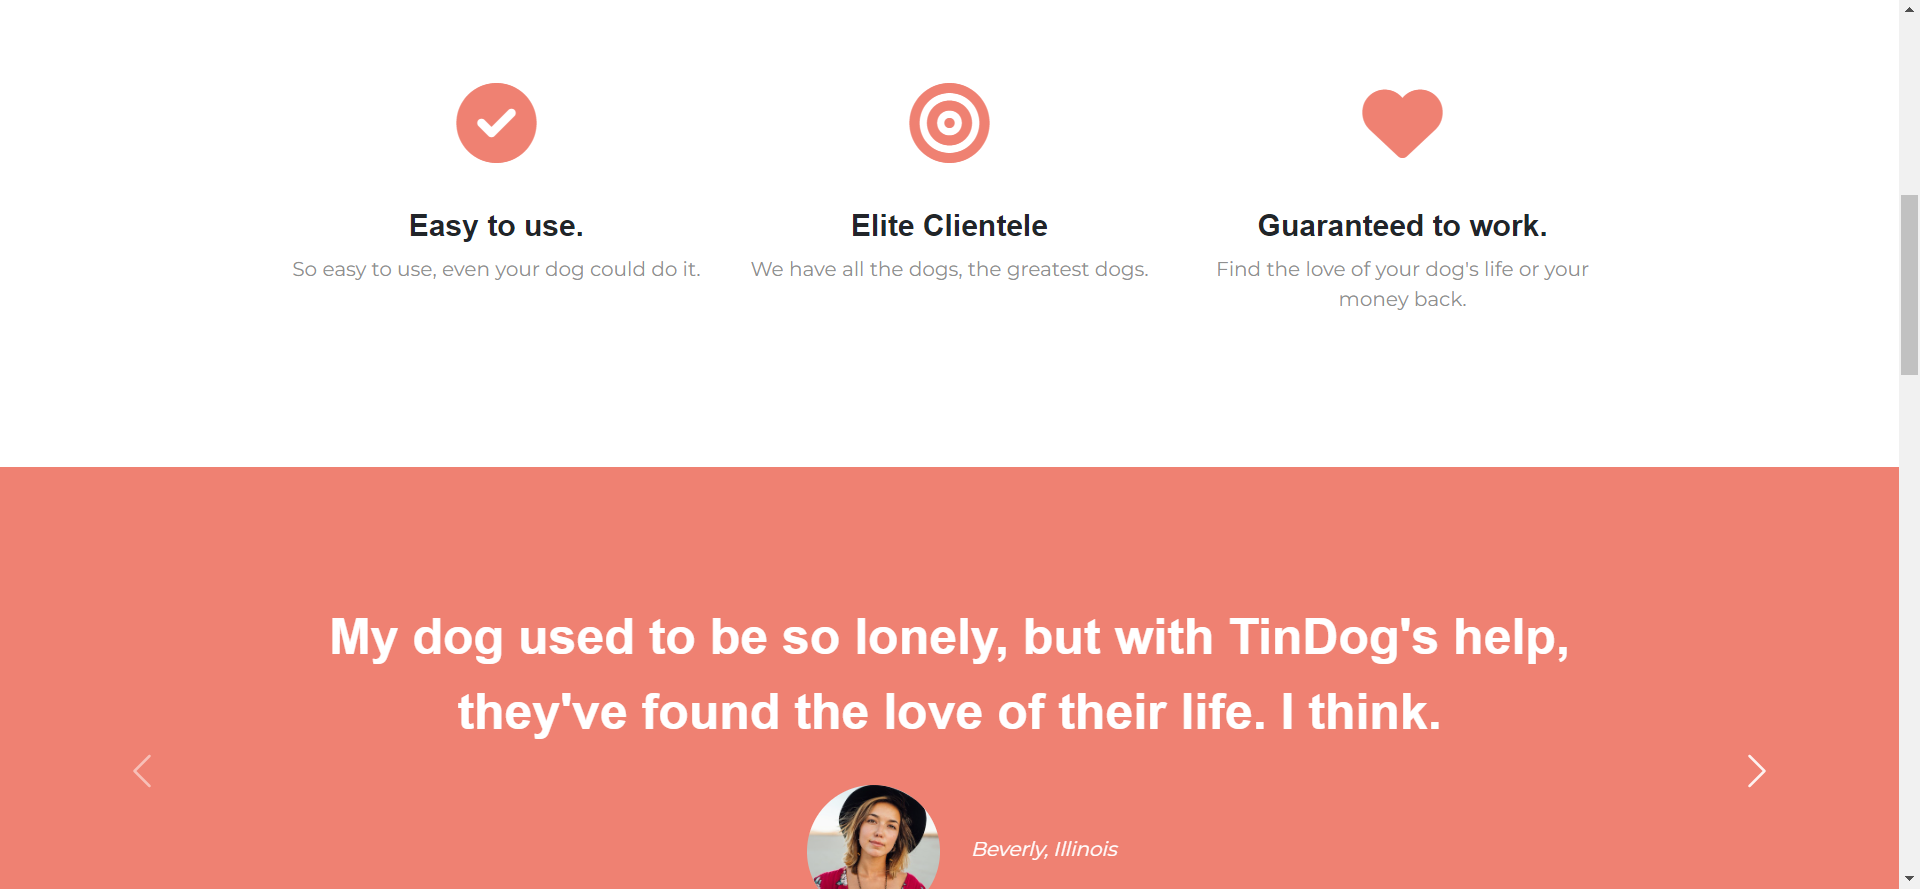 Easy to use.
So easy to use, even your dog could do it.
Elite Clientele
We have all the dogs, the greatest dogs.
Guaranteed to work.
Find the love of your dog's life or your
money back.
My dog used to be so lonely, but with TinDog's help,
they've found the love of their life. I think.
Beverly, Illinois